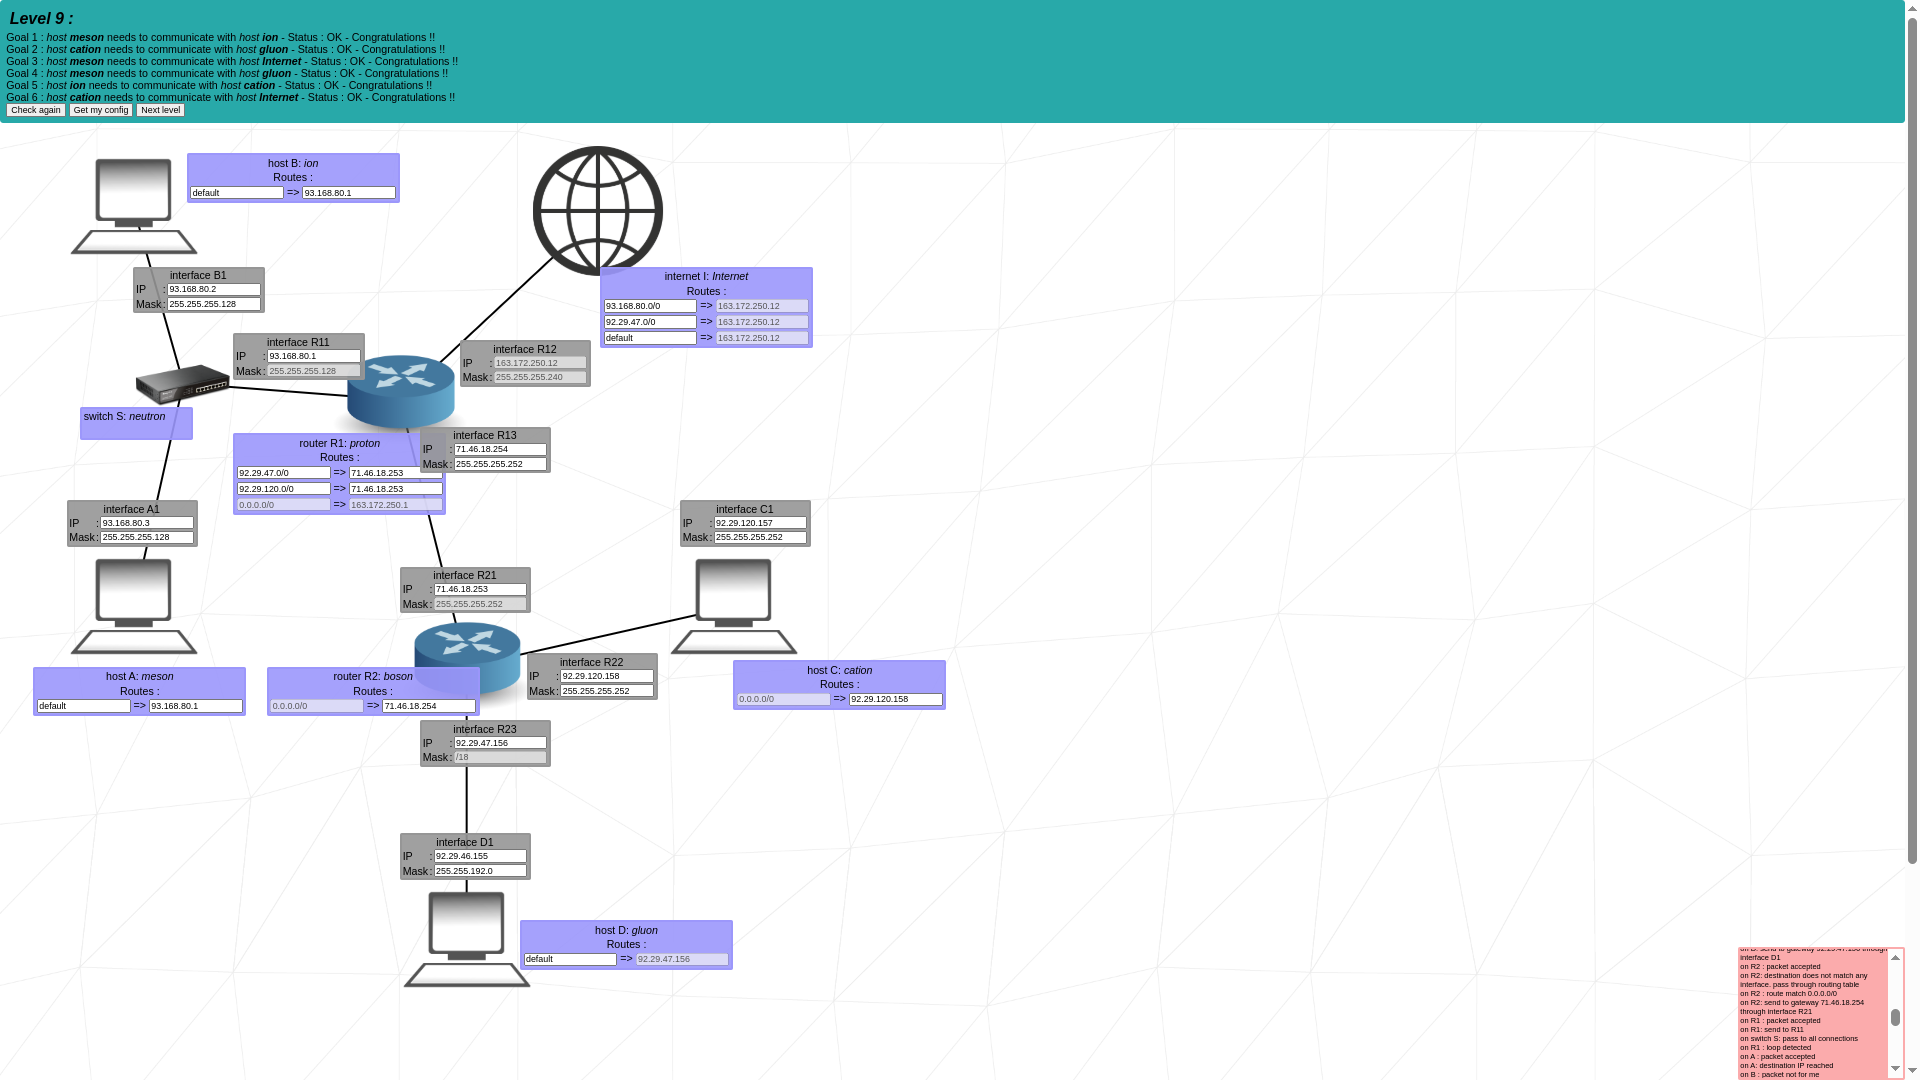 Level 9 :
Goal 1 : host meson needs to communicate with host ion - Status : OK - Congratulations !!
Goal 2 : host cation needs to communicate with host gluon - Status : OK - Congratulations !!
Goal 3 : host meson needs to communicate with host Internet - Status : OK - Congratulations !!
Goal 4 : host meson needs to communicate with host gluon - Status : OK - Congratulations !!
Goal 5 : host ion needs to communicate with host cation - Status : OK - Congratulations !!
Goal 6 : host cation needs to communicate with host Internet - Status : OK - Congratulations !!
Check again Get my config Next level
host B: ion
Routes :
default => 93.168.80.1
interface B1
IP : 93.168.80.2
Mask : 255.255.255.128
internet I: Internet
Routes :
93.168.80.0/0 => 163.172.250.12
92.29.47.0/0 => 163.172.250.12
default => 163.172.250.12
interface R11
IP : 93.168.80.1
Mask : 255.255.255.128
interface R12
IP : 163.172.250.12
Mask : 255.255.255.240
switch S: neutron
interface R13
IP : 71.46.18.254
Mask : 255.255.255.252
router R1: proton
Routes :
92.29.47.0/0 => 71.46.18.253
92.29.120.0/0 => 71.46.18.253
0.0.0.0/0 => 163.172.250.1
interface A1
IP : 93.168.80.3
Mask : 255.255.255.128
interface C1
IP : 92.29.120.157
Mask : 255.255.255.252
interface R21
IP : 71.46.18.253
Mask : 255.255.255.252
interface R22
IP : 92.29.120.158
Mask : 255.255.255.252
host A: meson
Routes :
default => 93.168.80.1
router R2: boson
Routes :
0.0.0.0/0 => 71.46.18.254
host C: cation
Routes :
0.0.0.0/0 => 92.29.120.158
interface R23
IP : 92.29.47.156
Mask : /18
interface D1
IP : 92.29.46.155
Mask : 255.255.192.0
host D: gluon
Routes :
default => 92.29.47.156
on D: send to gateway 92.29.47.156 through
interface D1
on R2 : packet accepted
on R2: destination does not match any
interface. pass through routing table
on R2 : route match 0.0.0.0/0
on R2: send to gateway 71.46.18.254
through interface R21
on R1 : packet accepted
on R1: send to R11
on switch S: pass to all connections
on R1 : loop detected
on A : packet accepted
on A: destination IP reached
on B : packet not for me